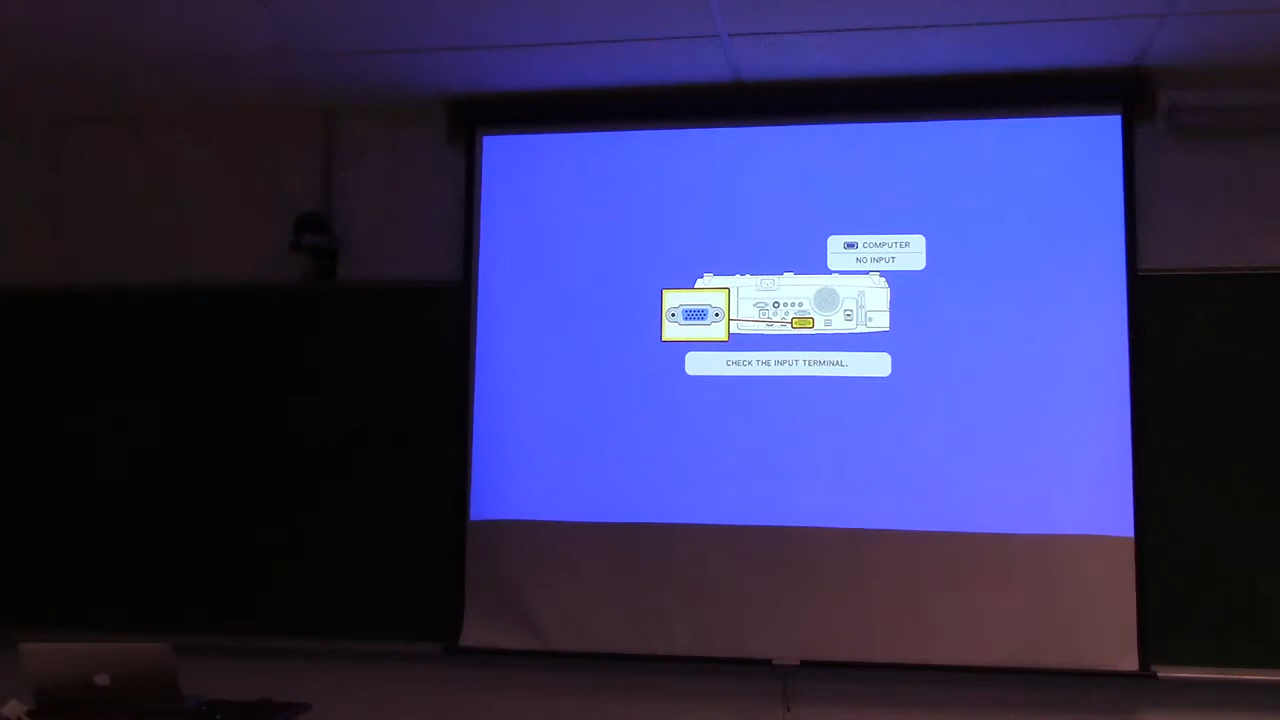 COMPUTER
NO INPUT
CHECK THE INPUT TERMINAL.